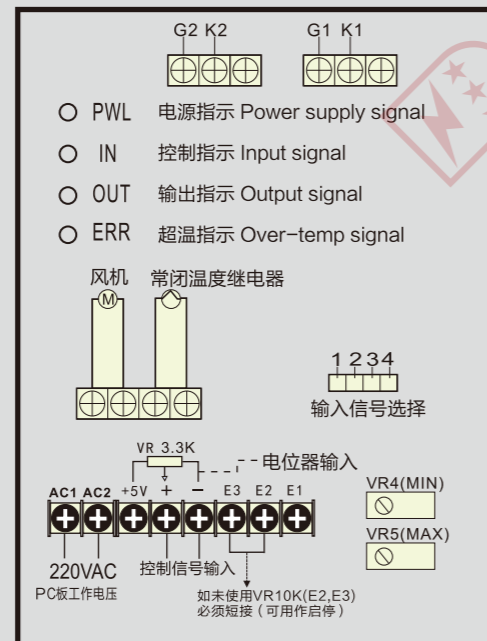 G2 K2
G1 K1
PWL 电源指示 Power supply signal
IN 控制指示 Input signal
OUT 输出指示 Output signal
ERR 超温指示 Over-temp signal
风机 常闭温度继电器
M
1 2 3 4
输入信号选择
VR 3.3K
电位器输入
AC1 AC2 +5V + − E3 E2 E1
VR4(MIN)
VR5(MAX)
220VAC
PC板工作电压
控制信号输入
如未使用VR10K(E2,E3)
必须短接（可用作启停）